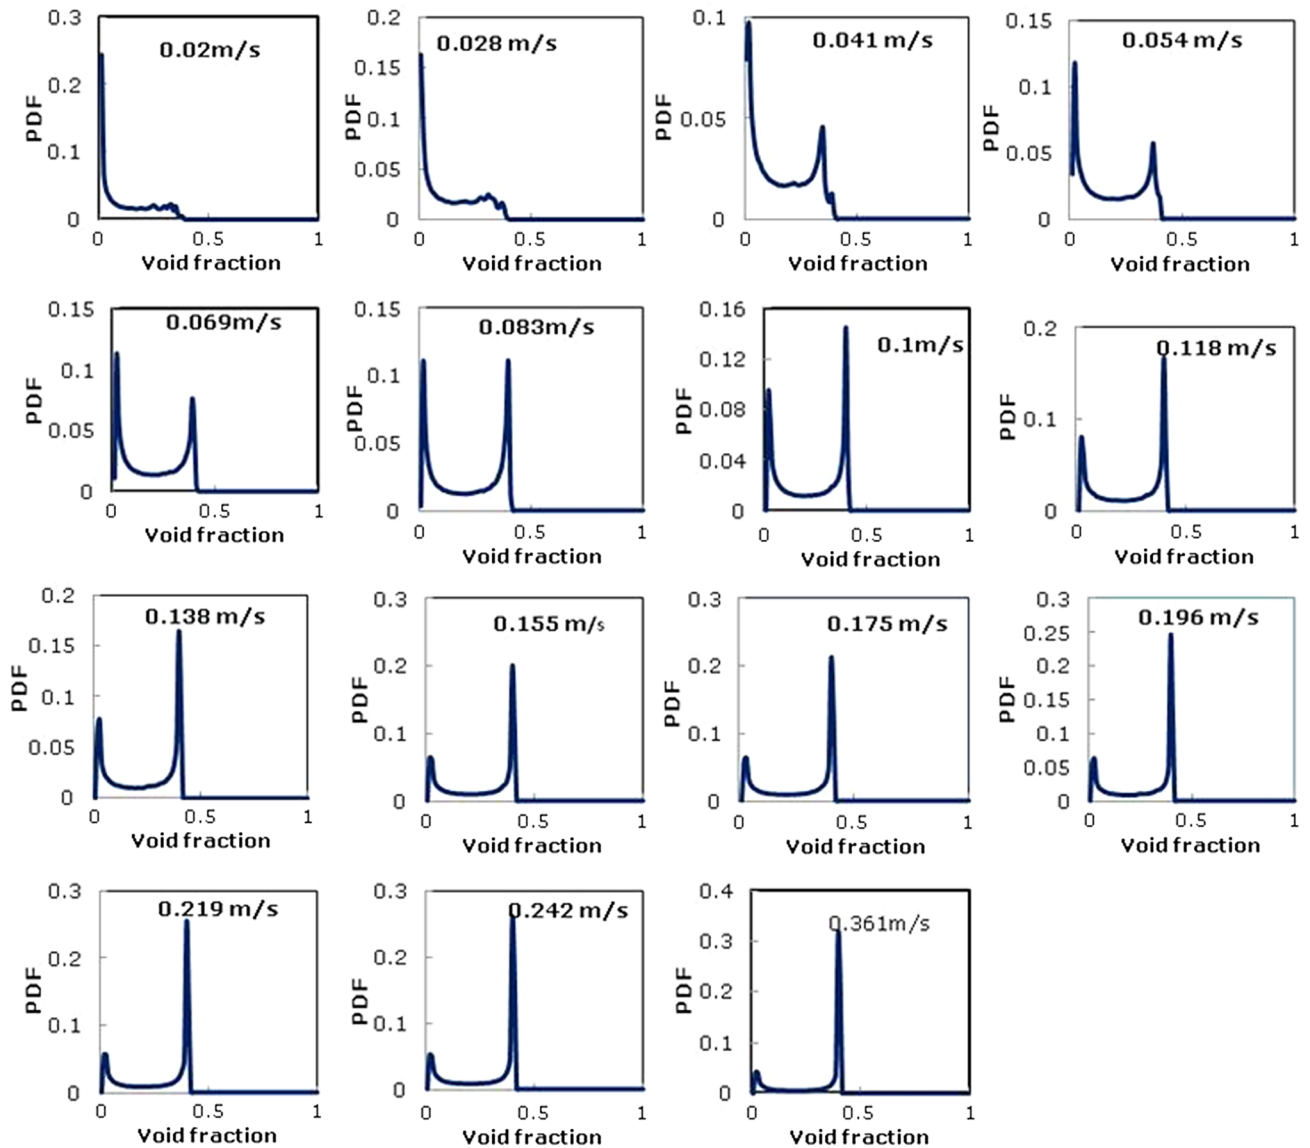 0.3
0.02m/s
0.2
0.1
0
PDF
0 0.5 1
Void fraction
0.2
0.028 m/s
0.15
0.1
0.05
0
PDF
0 0.5 1
Void fraction
0.1
0.041 m/s
0.05
0
PDF
0 0.5 1
Void fraction
0.15
0.054 m/s
0.1
0.05
0
PDF
0 0.5 1
Void fraction
0.15
0.069m/s
0.1
0.05
0
PDF
0 0.5 1
Void fraction
0.15
0.083m/s
0.1
0.05
0
PDF
0 0.5 1
Void fraction
0.16
0.1m/s
0.12
0.08
0.04
0
PDF
0 0.5 1
Void fraction
0.2
0.118 m/s
0.1
0
PDF
0 0.5 1
Void fraction
0.2
0.138 m/s
0.15
0.1
0.05
0
PDF
0 0.5 1
Void fraction
0.3
0.155 m/s
0.2
0.1
0
PDF
0 0.5 1
Void fraction
0.3
0.175 m/s
0.2
0.1
0
PDF
0 0.5 1
Void fraction
0.3
0.196 m/s
0.25
0.2
0.15
0.1
0.05
0
PDF
0 0.5 1
Void fraction
0.3
0.219 m/s
0.2
0.1
0
PDF
0 0.5 1
Void fraction
0.3
0.242 m/s
0.2
0.1
0
PDF
0 0.5 1
Void fraction
0.4
0.361m/s
0.3
0.2
0.1
0
PDF
0 0.5 1
Void fraction